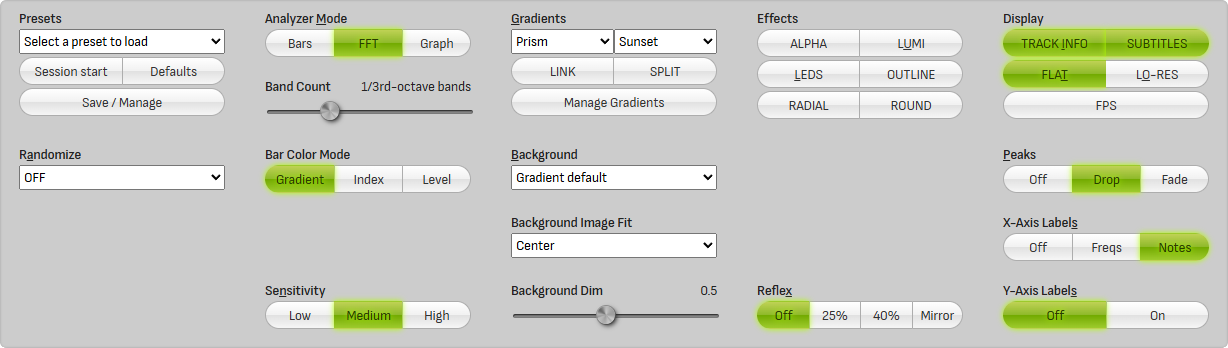 Presets
Select a preset to load
Session start
Defaults
Save / Manage
Randomize
OFF
Analyzer Mode
Bars
FFT
Graph
Band Count
1/3rd-octave bands
Bar Color Mode
Gradient
Index
Level
Sensitivity
Low
Medium
High
Gradients
Prism
Sunset
LINK
SPLIT
Manage Gradients
Background
Gradient default
Background Image Fit
Center
Background Dim
0.5
Effects
ALPHA
LUMI
LEDS
OUTLINE
RADIAL
ROUND
Reflex
Off
25%
40%
Mirror
Display
TRACK INFO
SUBTITLES
FLAT
LO-RES
FPS
Peaks
Off
Drop
Fade
X-Axis Labels
Off
Freqs
Notes
Y-Axis Labels
Off
On